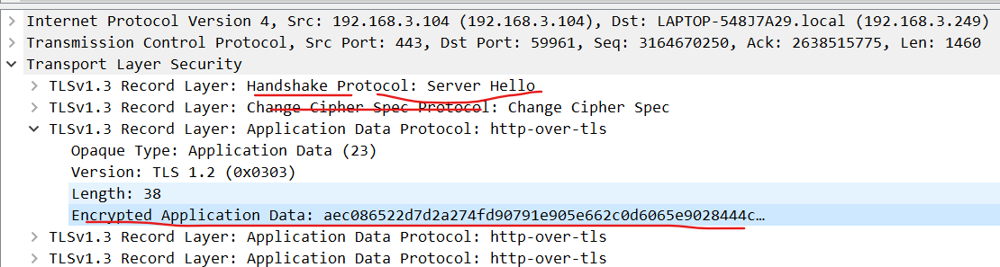 Internet Protocol Version 4, Src: 192.168.3.104 (192.168.3.104), Dst: LAPTOP-548J7A29.local (192.168.3.249)
Transmission Control Protocol, Src Port: 443, Dst Port: 59961, Seq: 3164670250, Ack: 2638515775, Len: 1460
Transport Layer Security
TLSv1.3 Record Layer: Handshake Protocol: Server Hello
TLSv1.3 Record Layer: Change Cipher Spec Protocol: Change Cipher Spec
TLSv1.3 Record Layer: Application Data Protocol: http-over-tls
Opaque Type: Application Data (23)
Version: TLS 1.2 (0x0303)
Length: 38
Encrypted Application Data: aec086522d7d2a274fd90791e905e662c0d6065e9028444c…
TLSv1.3 Record Layer: Application Data Protocol: http-over-tls
TLSv1.3 Record Layer: Application Data Protocol: http-over-tls